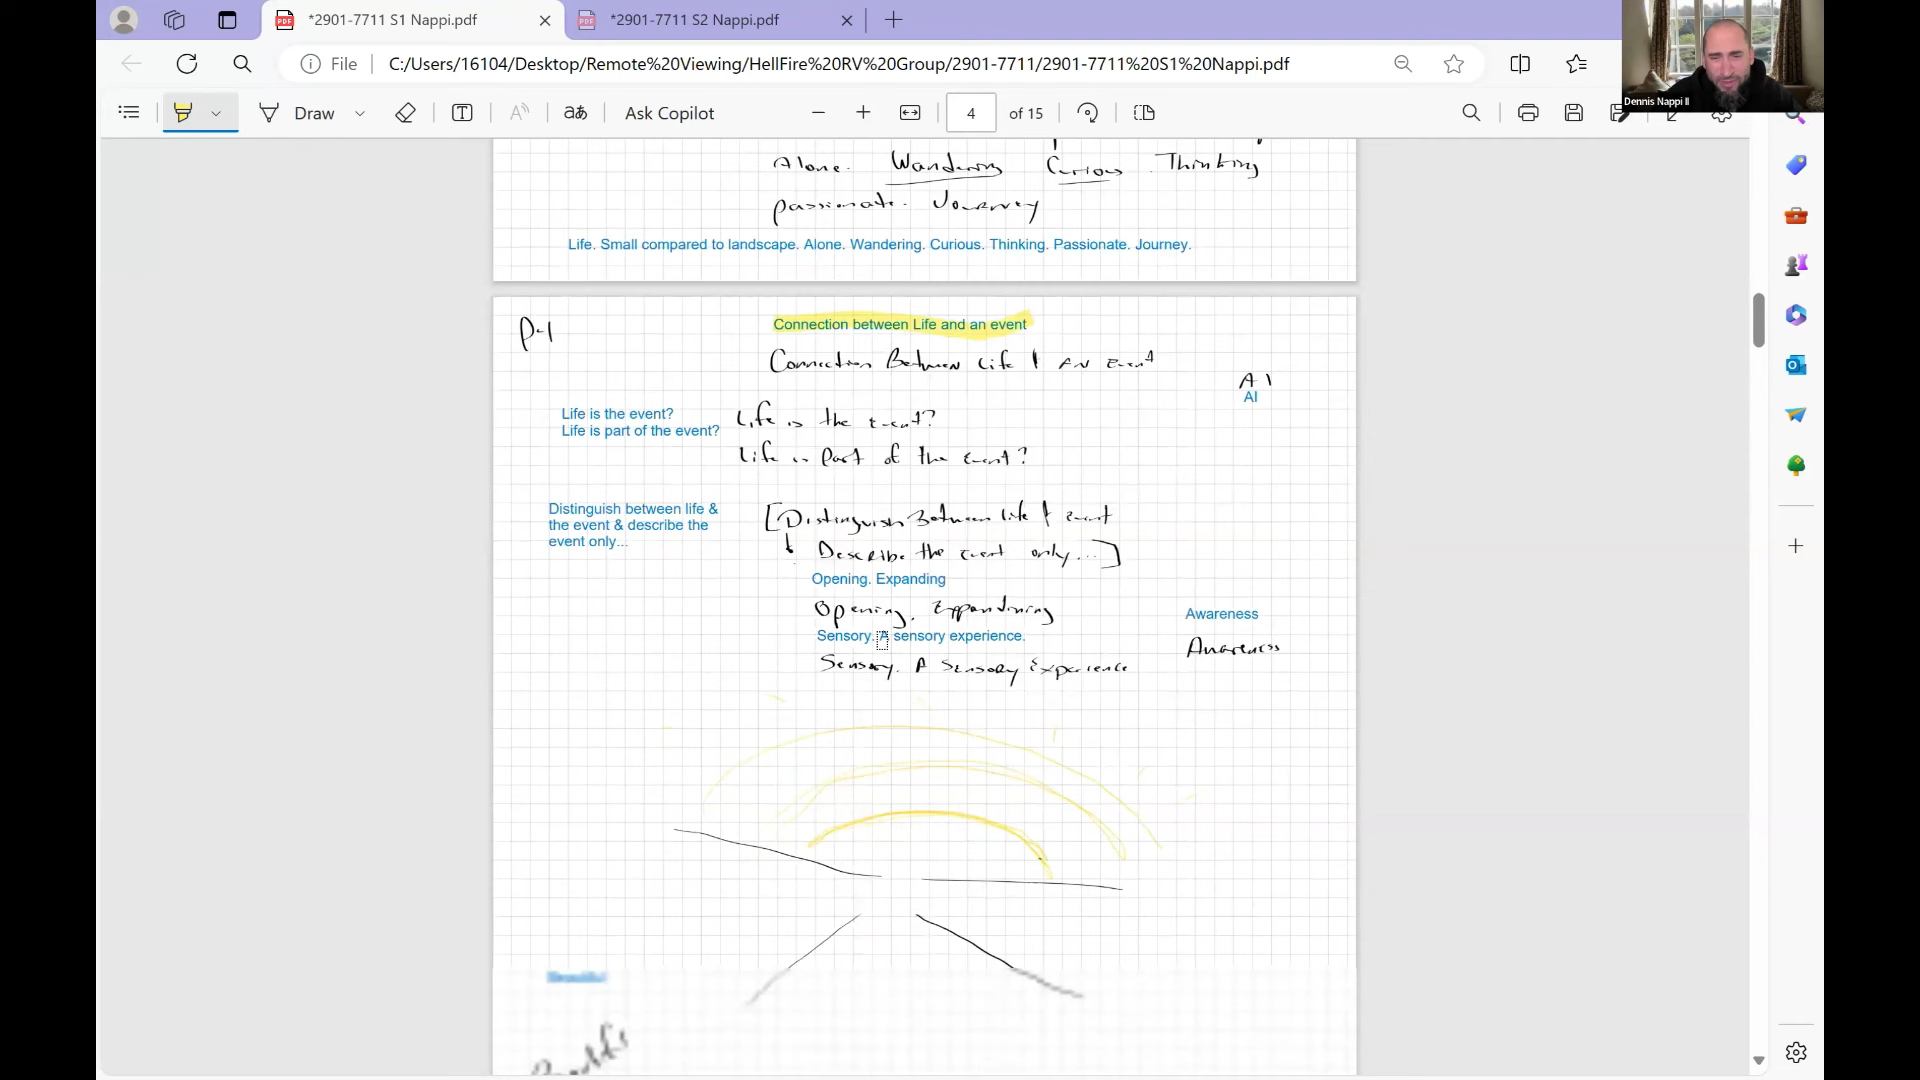 *2901-7711 S1 Nappi.pdf
*2901-7711 S2 Nappi.pdf
File
C:/Users/16104/Desktop/Remote%20Viewing/HellFire%20RV%20Group/2901-7711/2901-7711%20S1%20Nappi.pdf
Dennis Nappi II
Draw
Ask Copilot
4
of 15
Alone. Wandering Curious. Thinking
passionate. Journey
Life. Small compared to landscape. Alone. Wandering. Curious. Thinking. Passionate. Journey.
P-1
Connection between Life and an event
Connection Between Life & an Event
A1
AI
Life is the event?
Life is part of the event?
Life is the Event?
Life is Part of the Event?
Distinguish between life &
the event & describe the
event only...
[Distinguish Between life & event
& Describe the Event only...]
Opening. Expanding
Opening. Exppandining
Awareness
Sensory. A sensory experience.
Awareness
Sensory. A Sensory Experience
Beautiful